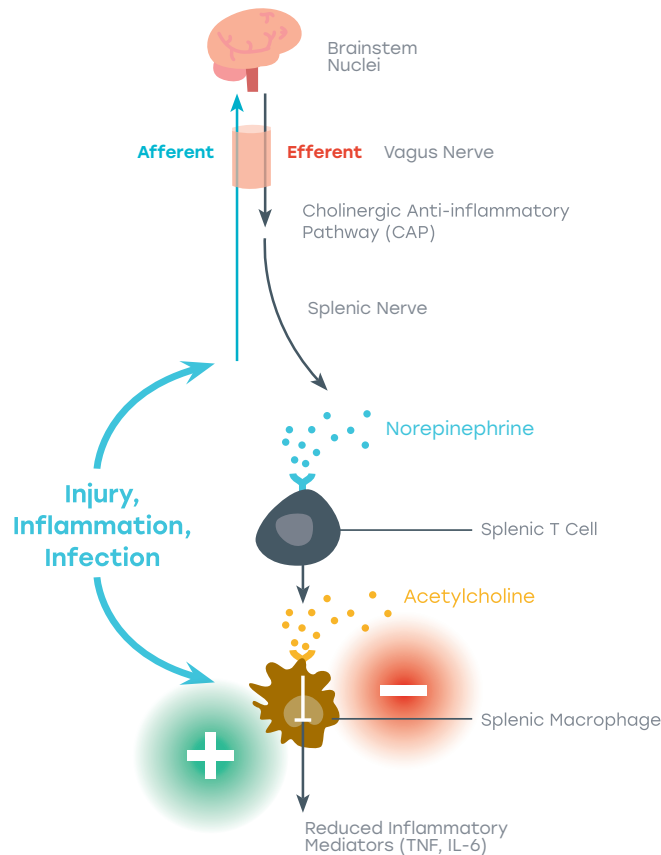 Brainstem
Nuclei
Afferent
Efferent
Vagus Nerve
Cholinergic Anti-inflammatory
Pathway (CAP)
Splenic Nerve
Norepinephrine
Injury,
Inflammation,
Infection
Splenic T Cell
Acetylcholine
Splenic Macrophage
Reduced Inflammatory
Mediators (TNF, IL-6)